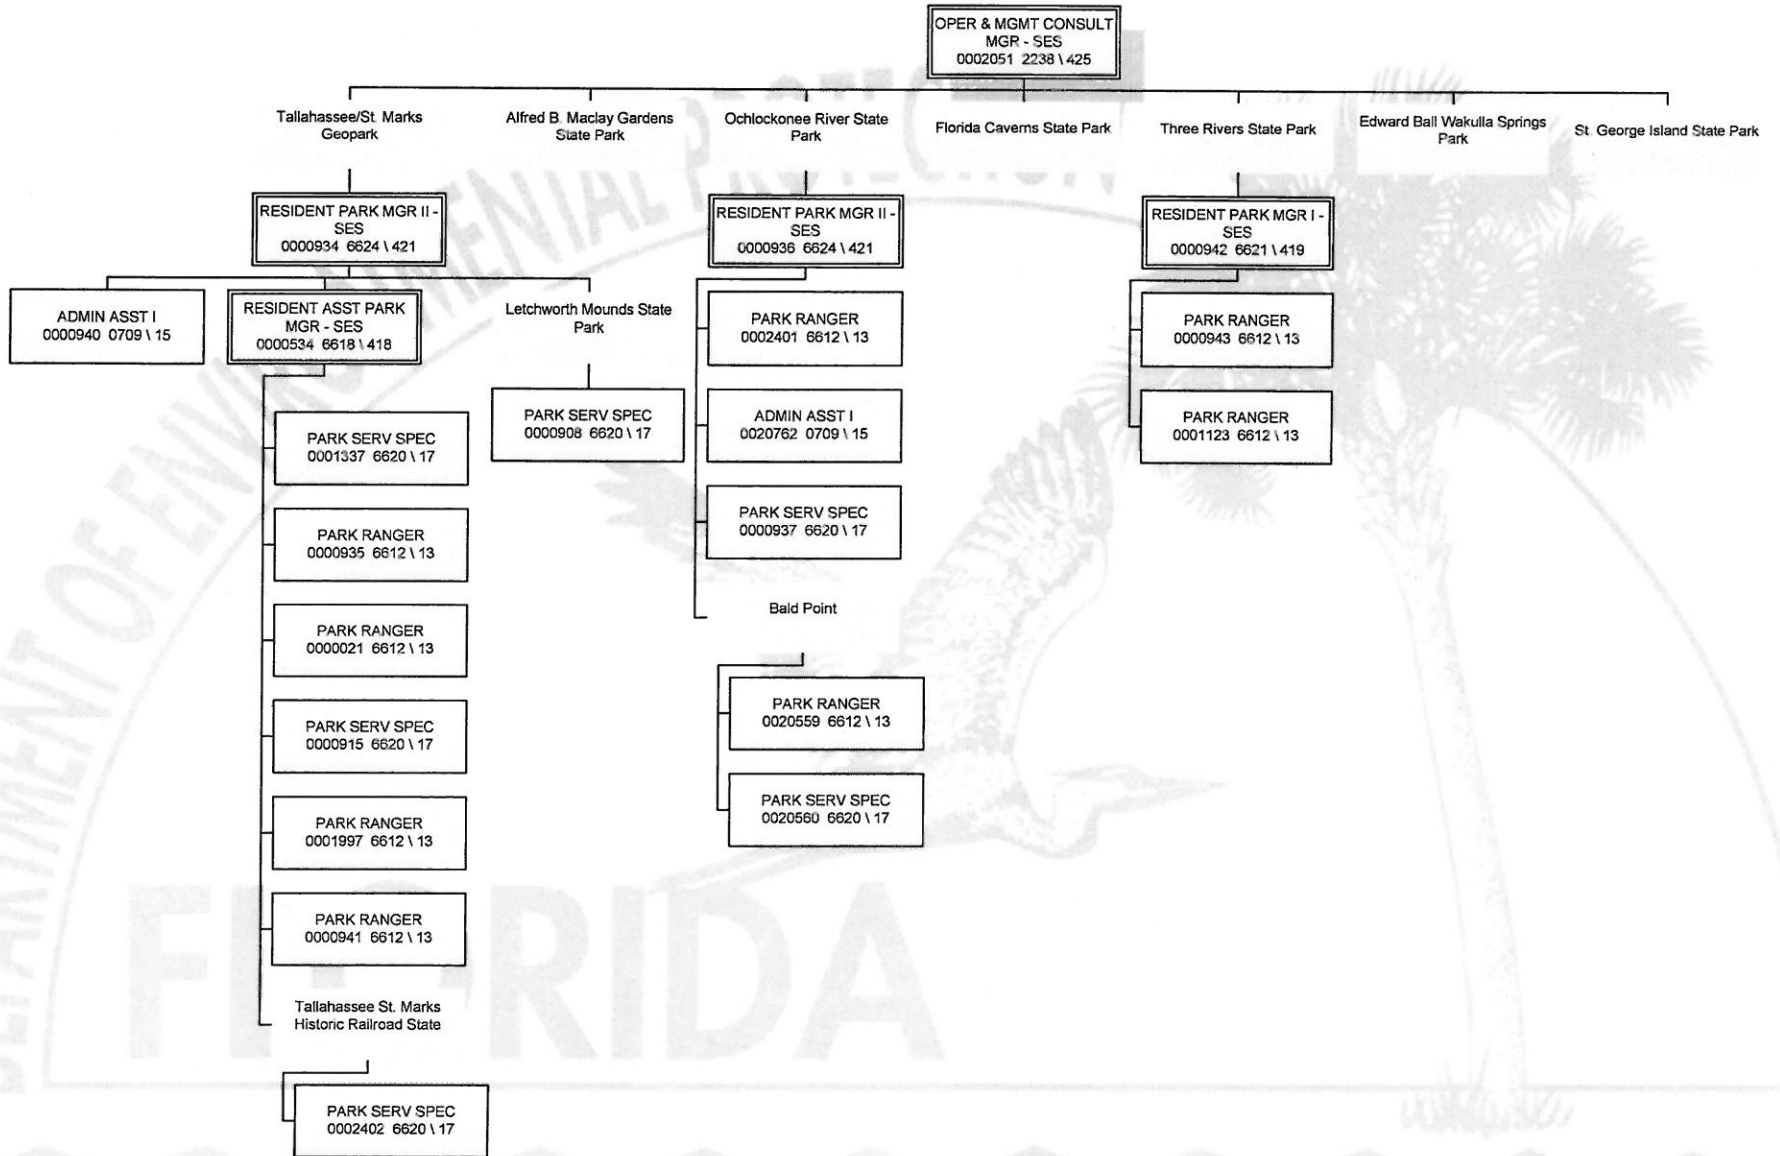 OPER & MGMT CONSULT
MGR - SES
0002051 2238 \ 425
Tallahassee/St. Marks
Geopark
Alfred B. Maclay Gardens
State Park
Ochlockonee River State
Park
Florida Caverns State Park
Three Rivers State Park
Edward Ball Wakulla Springs
Park
St. George Island State Park
RESIDENT PARK MGR II -
SES
0000934 6624 \ 421
RESIDENT PARK MGR II -
SES
0000936 6624 \ 421
RESIDENT PARK MGR I -
SES
0000942 6621 \ 419
ADMIN ASST I
0000940 0709 \ 15
RESIDENT ASST PARK
MGR - SES
0000534 6618 \ 418
Letchworth Mounds State
Park
PARK SERV SPEC
0000908 6620 \ 17
PARK SERV SPEC
0001337 6620 \ 17
PARK RANGER
0000935 6612 \ 13
PARK RANGER
0000021 6612 \ 13
PARK SERV SPEC
0000915 6620 \ 17
PARK RANGER
0001997 6612 \ 13
PARK RANGER
0000941 6612 \ 13
Tallahassee St. Marks
Historic Railroad State
PARK SERV SPEC
0002402 6620 \ 17
PARK RANGER
0002401 6612 \ 13
ADMIN ASST I
0020762 0709 \ 15
PARK SERV SPEC
0000937 6620 \ 17
Bald Point
PARK RANGER
0020559 6612 \ 13
PARK SERV SPEC
0020560 6620 \ 17
PARK RANGER
0000943 6612 \ 13
PARK RANGER
0001123 6612 \ 13
DEPARTMENT OF ENVIRONMENTAL PROTECTION
FLORIDA